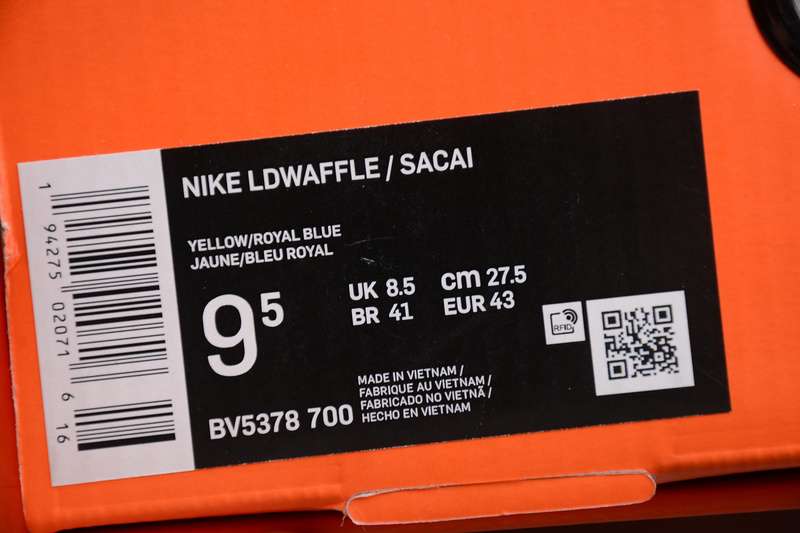 NIKE LDWAFFLE / SACAI
YELLOW/ROYAL BLUE
JAUNE/BLEU ROYAL
9⁵
UK 8.5
BR 41
cm 27.5
EUR 43
BV5378 700
MADE IN VIETNAM /
FABRIQUE AU VIETNAM /
FABRICADO NO VIETNÃ /
HECHO EN VIETNAM
RFID
1 94275 02071 6 16